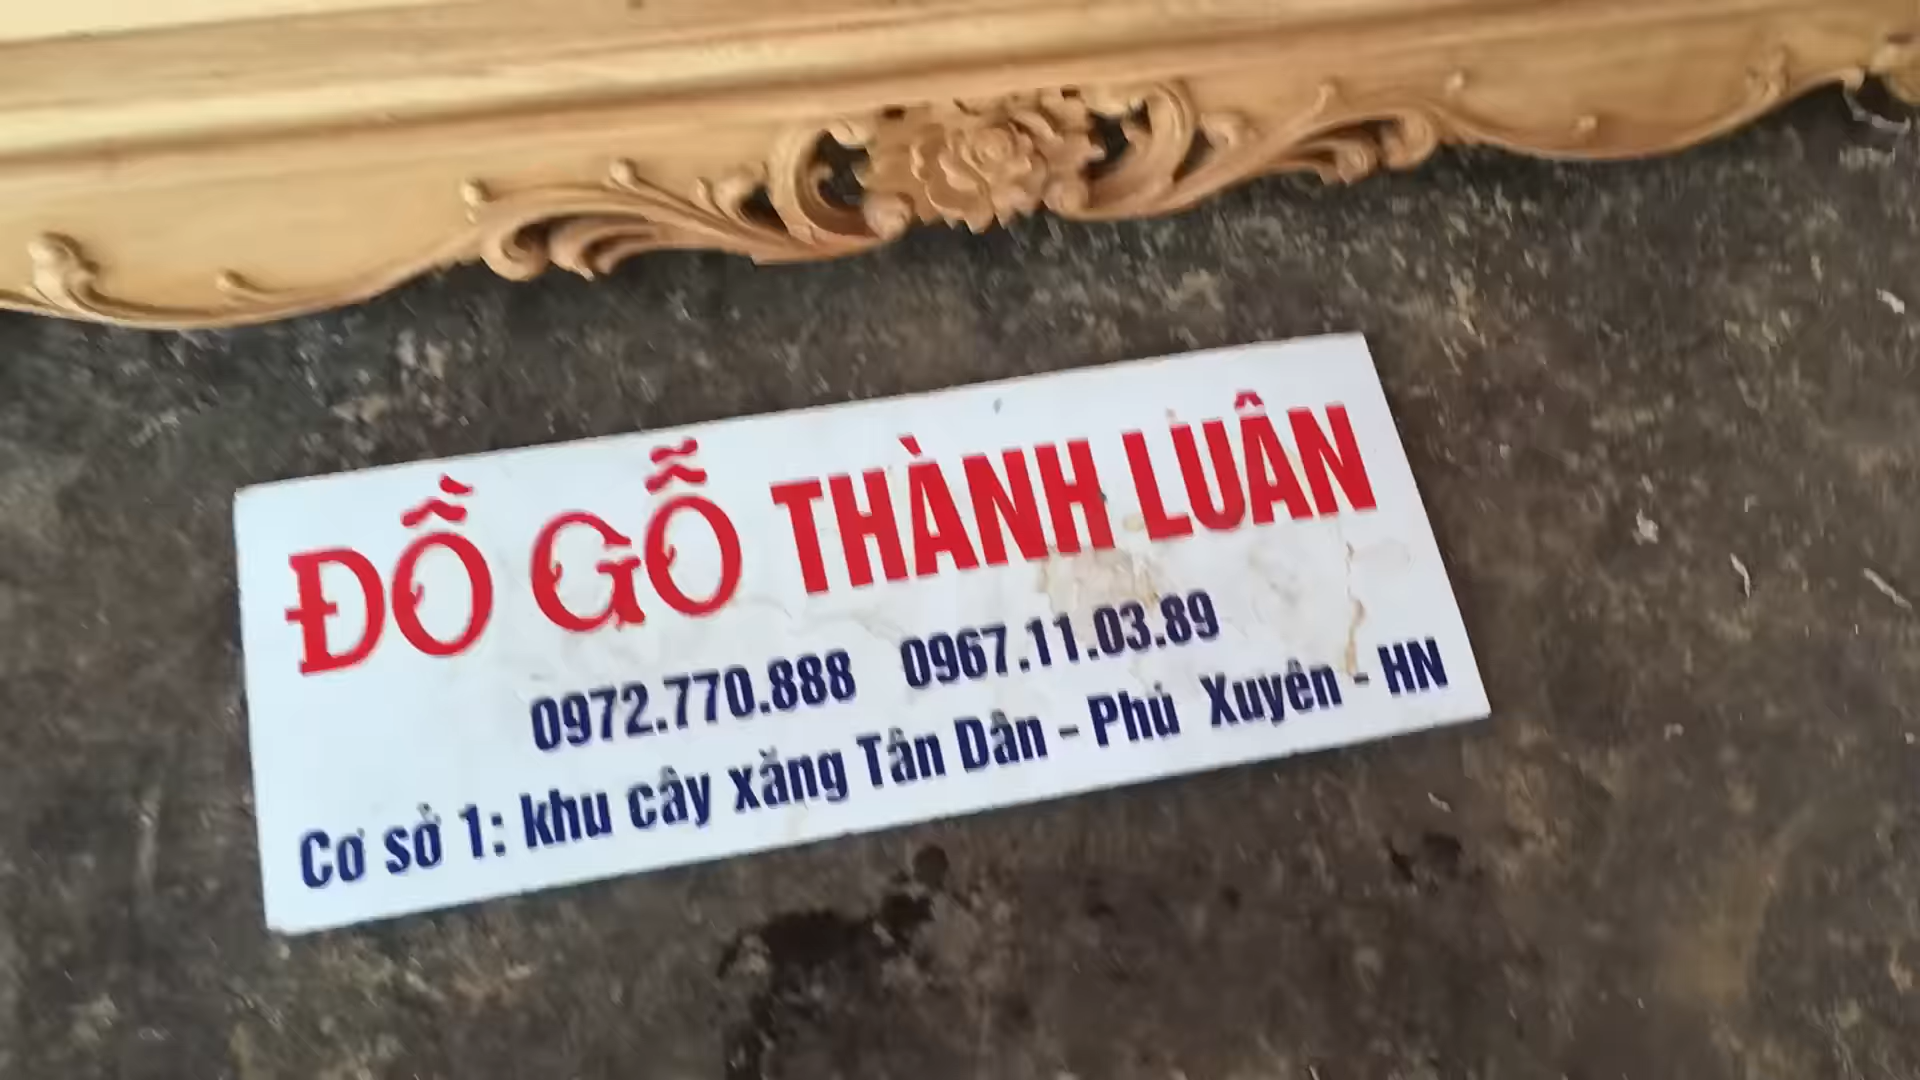 ĐỒ GỖ THÀNH LUÂN
0972.770.888 0967.11.03.89
Cơ sở 1: khu cây xăng Tân Dân - Phú Xuyên - HN